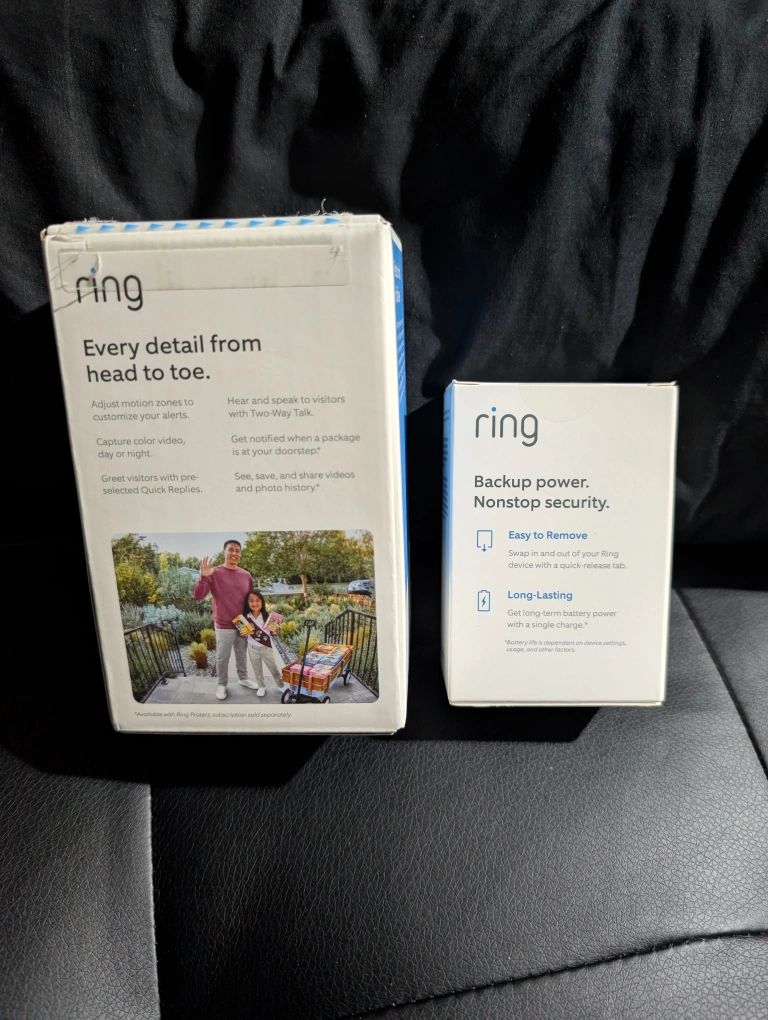 ring
Every detail from
head to toe.
Adjust motion zones to
customize your alerts.
Capture color video,
day or night.
Greet visitors with pre-
selected Quick Replies.
Hear and speak to visitors
with Two-Way Talk.
Get notified when a package
is at your doorstep.*
See, save, and share videos
and photo history.*
*Available with Ring Protect, subscription sold separately.
ring
Backup power.
Nonstop security.
Easy to Remove
Swap in and out of your Ring
device with a quick-release tab.
Long-Lasting
Get long-term battery power
with a single charge.*
*Battery life is dependent on device settings,
usage, and other factors.